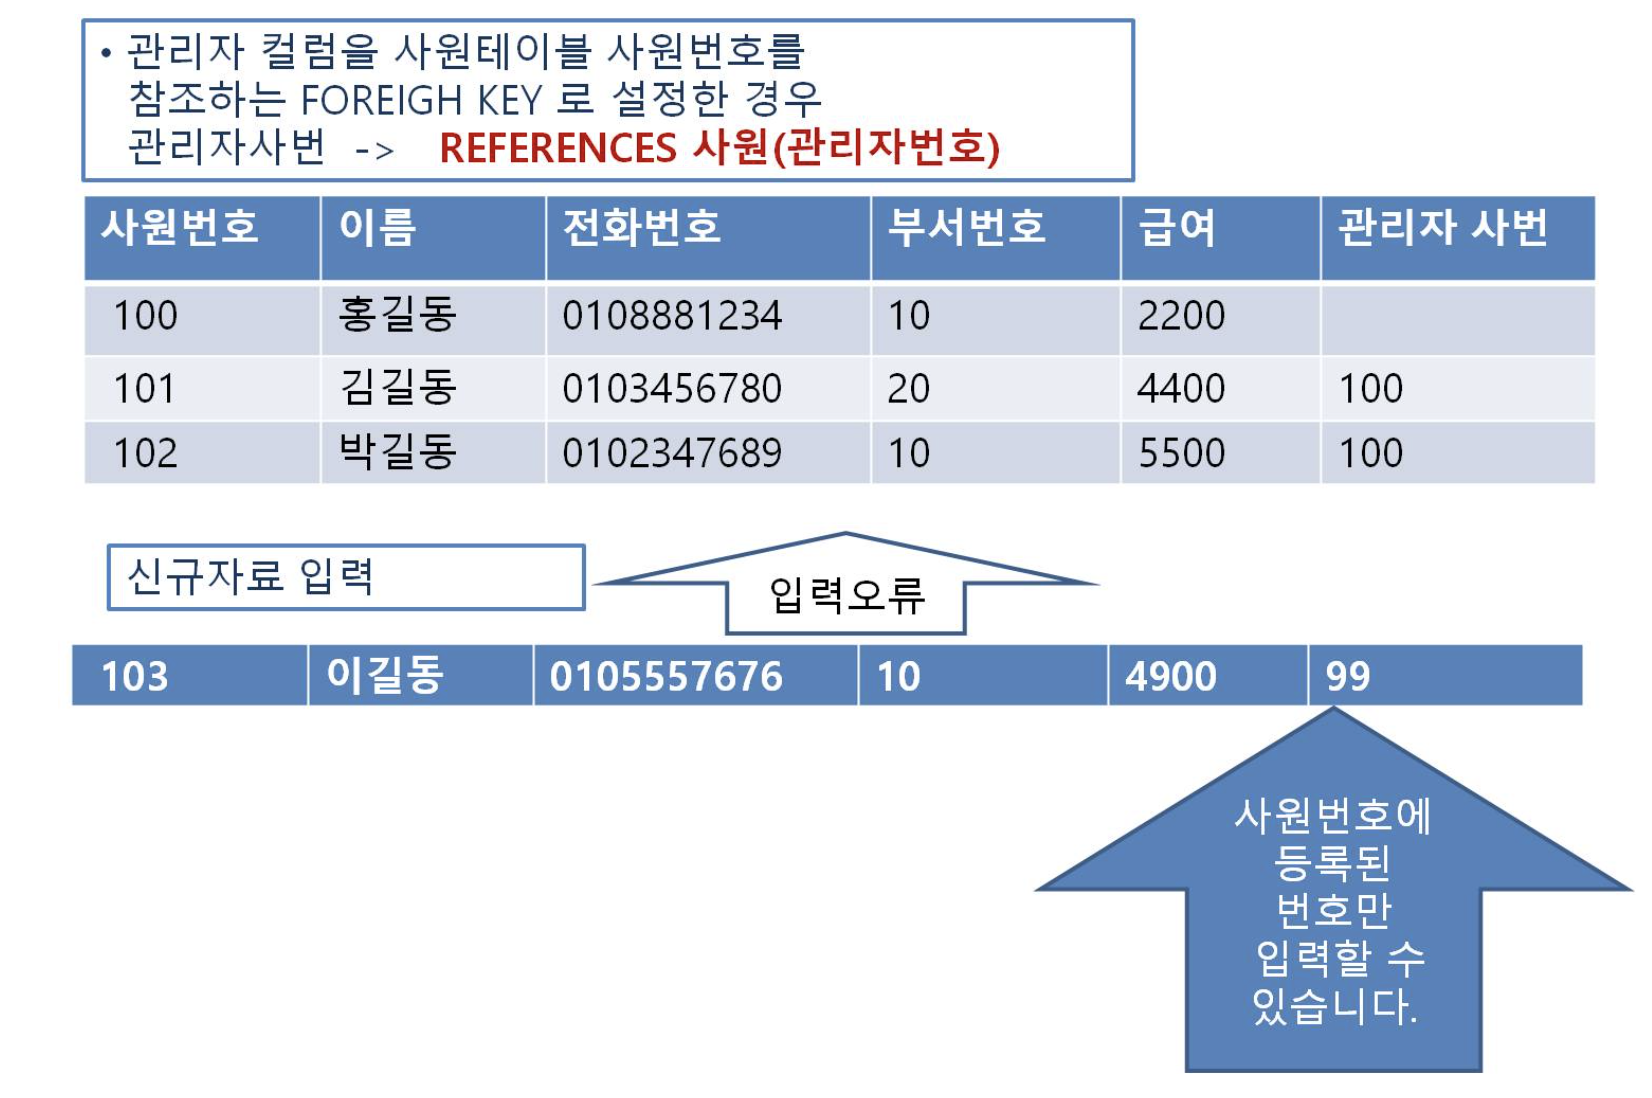 • 관리자 컬럼을 사원테이블 사원번호를
참조하는 FOREIGH KEY 로 설정한 경우
관리자사번 -> REFERENCES 사원(관리자번호)
사원번호 이름 전화번호 부서번호 급여 관리자 사번
100 홍길동 0108881234 10 2200
101 김길동 0103456780 20 4400 100
102 박길동 0102347689 10 5500 100
신규자료 입력
입력오류
103 이길동 0105557676 10 4900 99
사원번호에
등록된
번호만
입력할 수
있습니다.